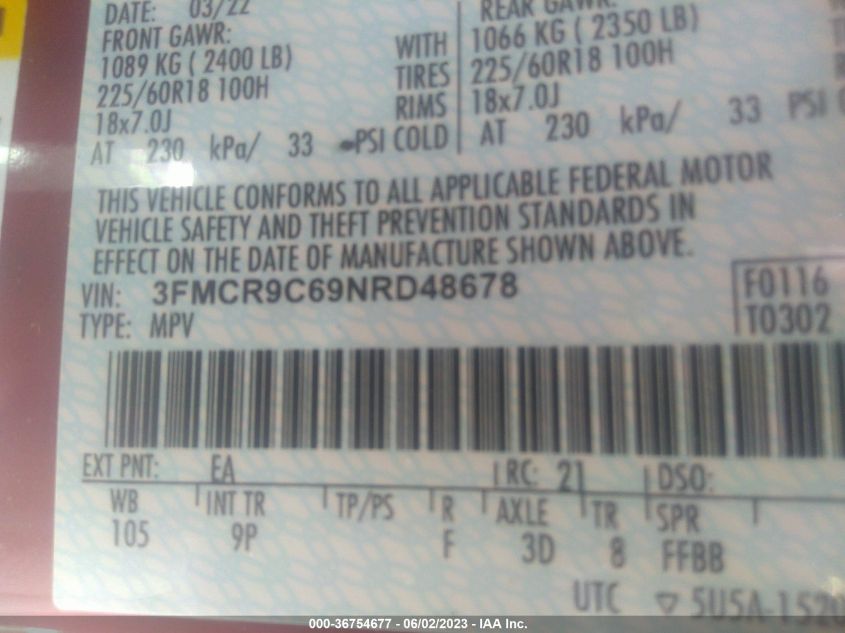 DATE: 03/22
FRONT GAWR:
1089 KG ( 2400 LB)
225/60R18 100H
18x7.0J
AT 230 kPa/ 33 PSI COLD
WITH
TIRES
RIMS
REAR GAWR:
1066 KG ( 2350 LB)
225/60R18 100H
18x7.0J
AT 230 kPa/ 33 PSI
THIS VEHICLE CONFORMS TO ALL APPLICABLE FEDERAL MOTOR
VEHICLE SAFETY AND THEFT PREVENTION STANDARDS IN
EFFECT ON THE DATE OF MANUFACTURE SHOWN ABOVE.
VIN: 3FMCR9C69NRD48678
TYPE: MPV
F0116
T0302
EXT PNT: EA RC: 21 DSO:
WB INT TR TP/PS R AXLE TR SPR
105 9P F 3D 8 FFBB
UTC ▽ 5U5A-1520
000-36754677 - 06/02/2023 - IAA Inc.